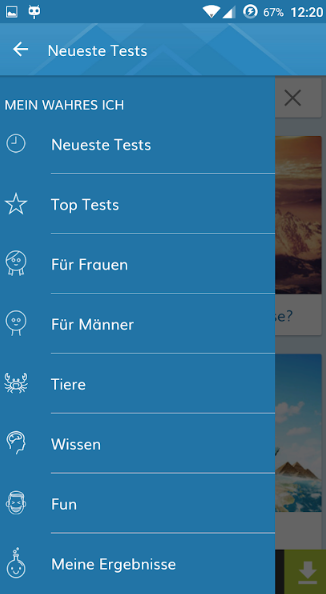 67% 12:20
Neueste Tests
MEIN WAHRES ICH
Neueste Tests
Top Tests
Für Frauen
Für Männer
se?
Tiere
Wissen
Fun
Meine Ergebnisse